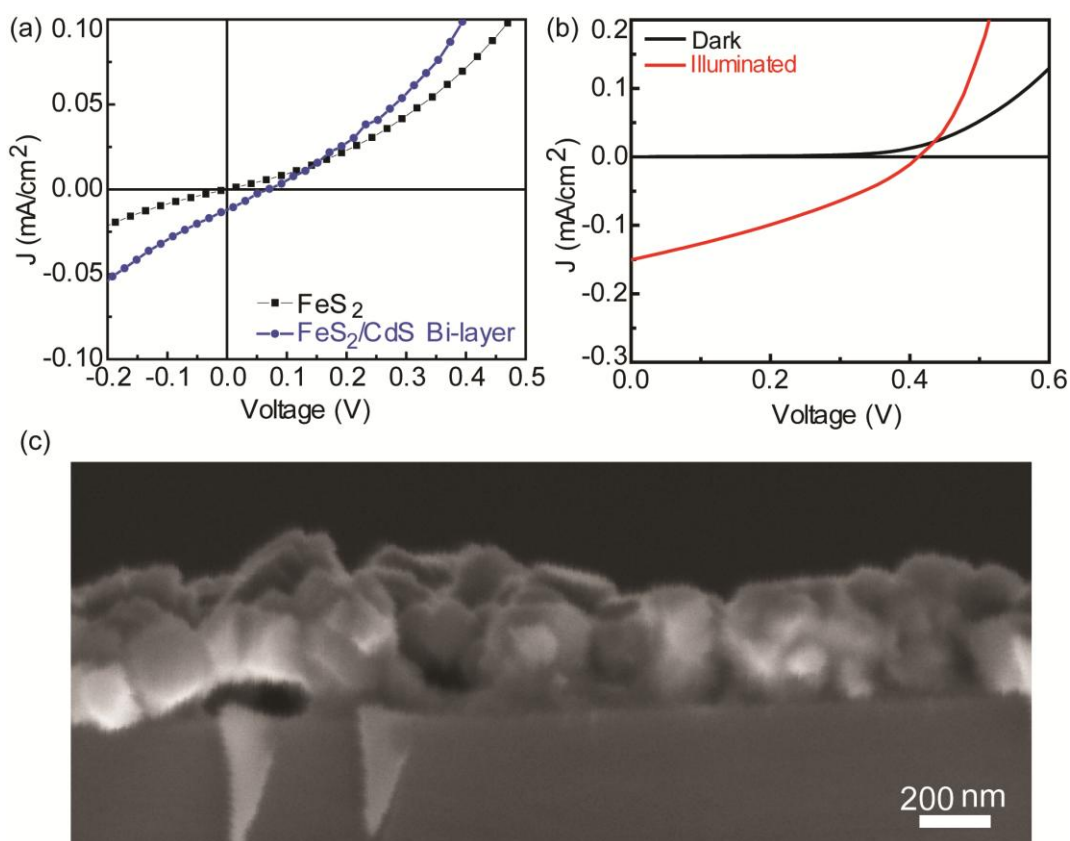 (a)
0.10
0.05
0.00
-0.05
-0.10
J (mA/cm2)
-0.2 -0.1 0.0 0.1 0.2 0.3 0.4 0.5
Voltage (V)
FeS2
FeS2/CdS Bi-layer
(b)
0.2
0.1
0.0
-0.1
-0.2
-0.3
J (mA/cm2)
0.0 0.2 0.4 0.6
Voltage (V)
Dark
Illuminated
(c)
200 nm